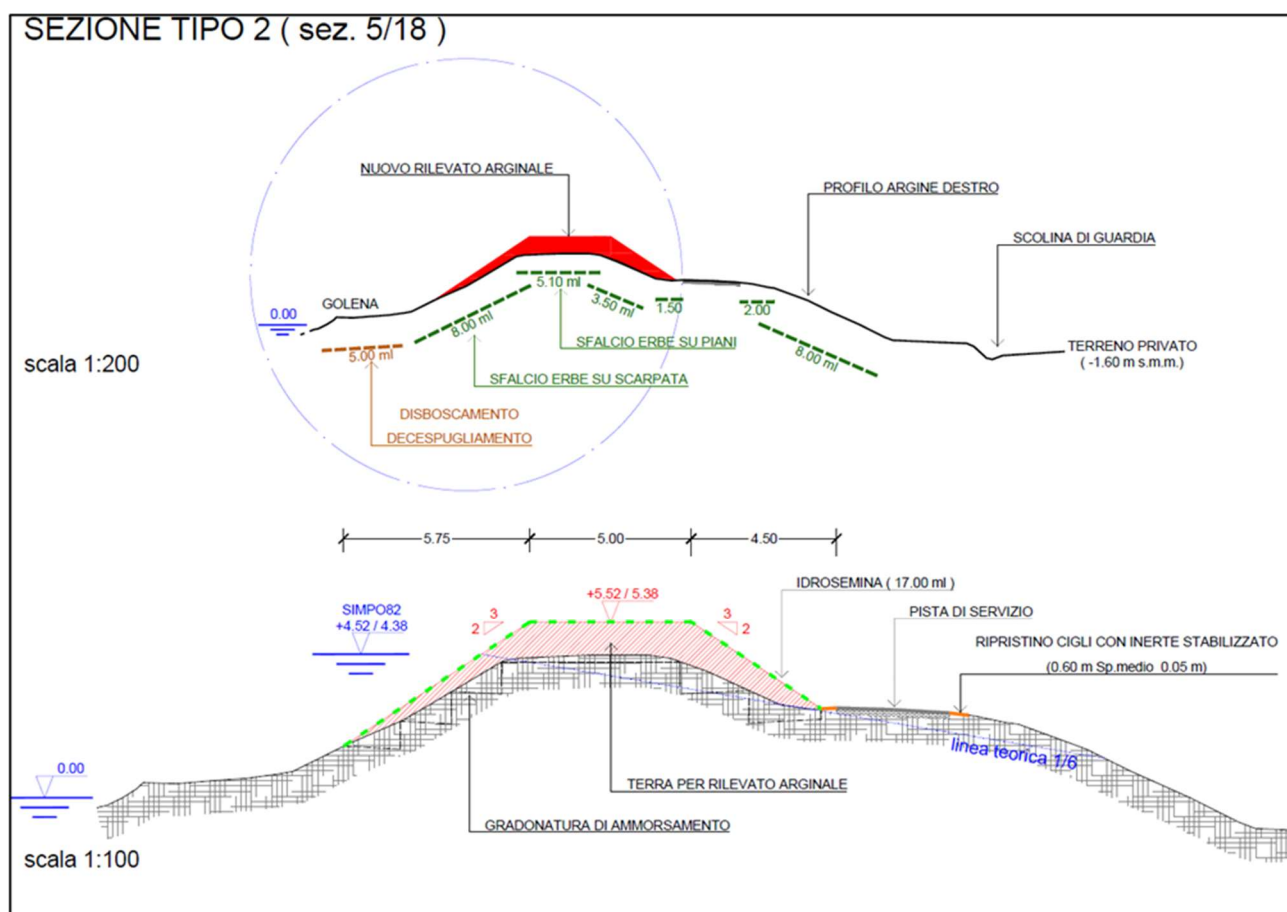 SEZIONE TIPO 2 ( sez. 5/18 )
NUOVO RILEVATO ARGINALE
PROFILO ARGINE DESTRO
SCOLINA DI GUARDIA
GOLENA
0.00
5.10 ml
3.50 ml
1.50
2.00
8.00 ml
8.00 ml
5.00 ml
SFALCIO ERBE SU PIANI
TERRENO PRIVATO
( -1.60 m s.m.m.)
scala 1:200
SFALCIO ERBE SU SCARPATA
DISBOSCAMENTO
DECESPUGLIAMENTO
5.75
5.00
4.50
IDROSEMINA ( 17.00 ml )
+5.52 / 5.38
SIMPO82
+4.52 / 4.38
3
2
3
2
PISTA DI SERVIZIO
RIPRISTINO CIGLI CON INERTE STABILIZZATO
(0.60 m Sp.medio 0.05 m)
linea teorica 1/6
0.00
TERRA PER RILEVATO ARGINALE
GRADONATURA DI AMMORSAMENTO
scala 1:100